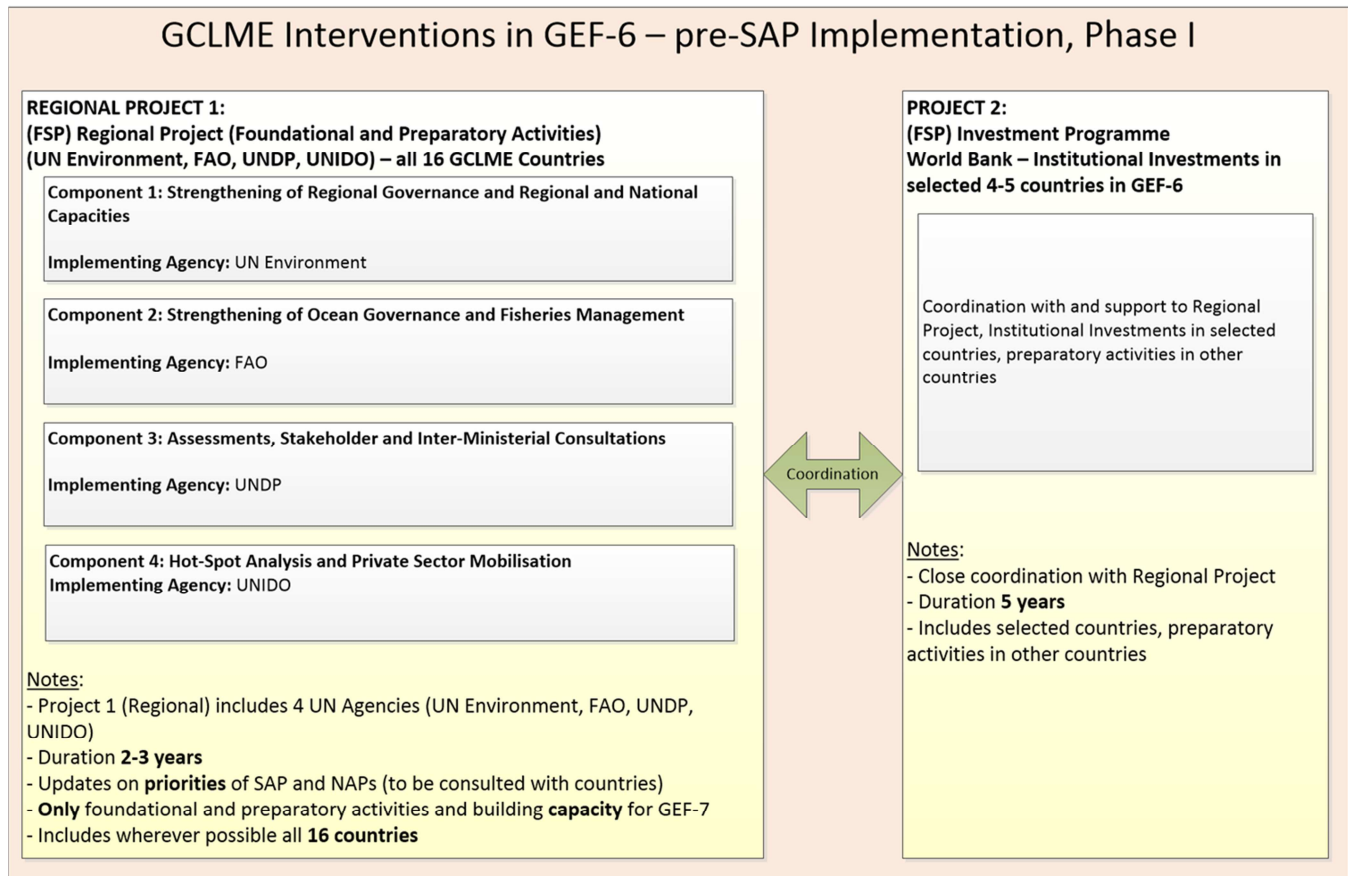 GCLME Interventions in GEF-6 – pre-SAP Implementation, Phase I
REGIONAL PROJECT 1:
(FSP) Regional Project (Foundational and Preparatory Activities)
(UN Environment, FAO, UNDP, UNIDO) – all 16 GCLME Countries
Component 1: Strengthening of Regional Governance and Regional and National
Capacities
Implementing Agency: UN Environment
Component 2: Strengthening of Ocean Governance and Fisheries Management
Implementing Agency: FAO
Component 3: Assessments, Stakeholder and Inter-Ministerial Consultations
Implementing Agency: UNDP
Component 4: Hot-Spot Analysis and Private Sector Mobilisation
Implementing Agency: UNIDO
Notes:
- Project 1 (Regional) includes 4 UN Agencies (UN Environment, FAO, UNDP,
UNIDO)
- Duration 2-3 years
- Updates on priorities of SAP and NAPs (to be consulted with countries)
- Only foundational and preparatory activities and building capacity for GEF-7
- Includes wherever possible all 16 countries
Coordination
PROJECT 2:
(FSP) Investment Programme
World Bank – Institutional Investments in
selected 4-5 countries in GEF-6
Coordination with and support to Regional
Project, Institutional Investments in selected
countries, preparatory activities in other
countries
Notes:
- Close coordination with Regional Project
- Duration 5 years
- Includes selected countries, preparatory
activities in other countries